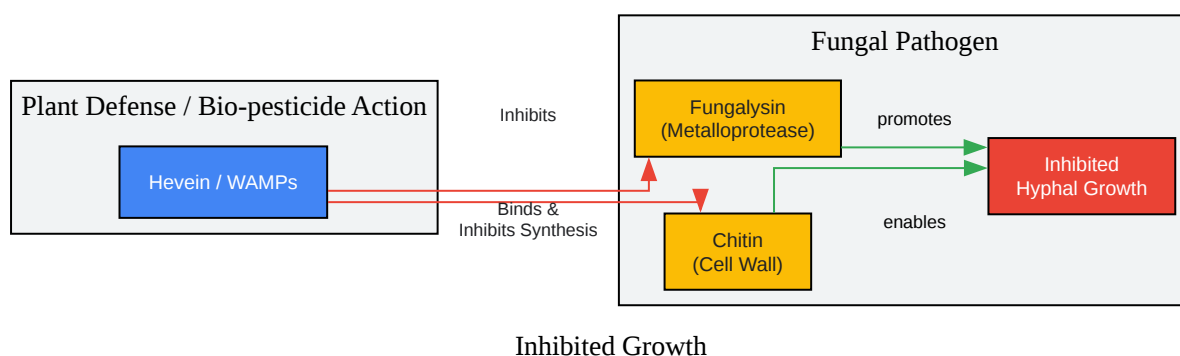 Plant Defense / Bio-pesticide Action
Hevein / WAMPs
Inhibits
Binds &
Inhibits Synthesis
Fungal Pathogen
Fungalysin
(Metalloprotease)
promotes
Inhibited
Hyphal Growth
enables
Chitin
(Cell Wall)
Inhibited Growth